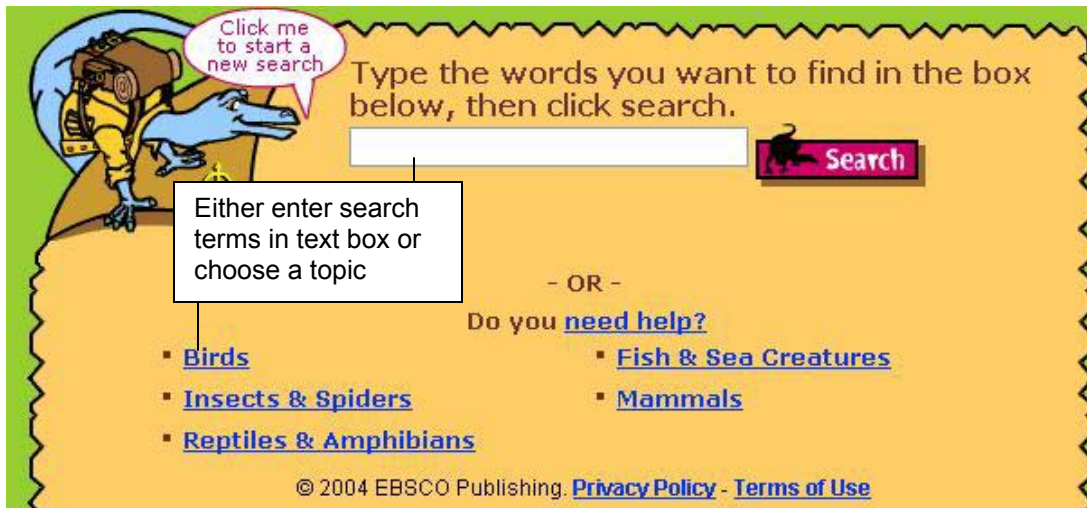 Click me
to start a
new search
Type the words you want to find in the box
below, then click search.
Search
Either enter search
terms in text box or
choose a topic
- OR -
Do you need help?
Birds
Fish & Sea Creatures
Insects & Spiders
Mammals
Reptiles & Amphibians
© 2004 EBSCO Publishing. Privacy Policy - Terms of Use